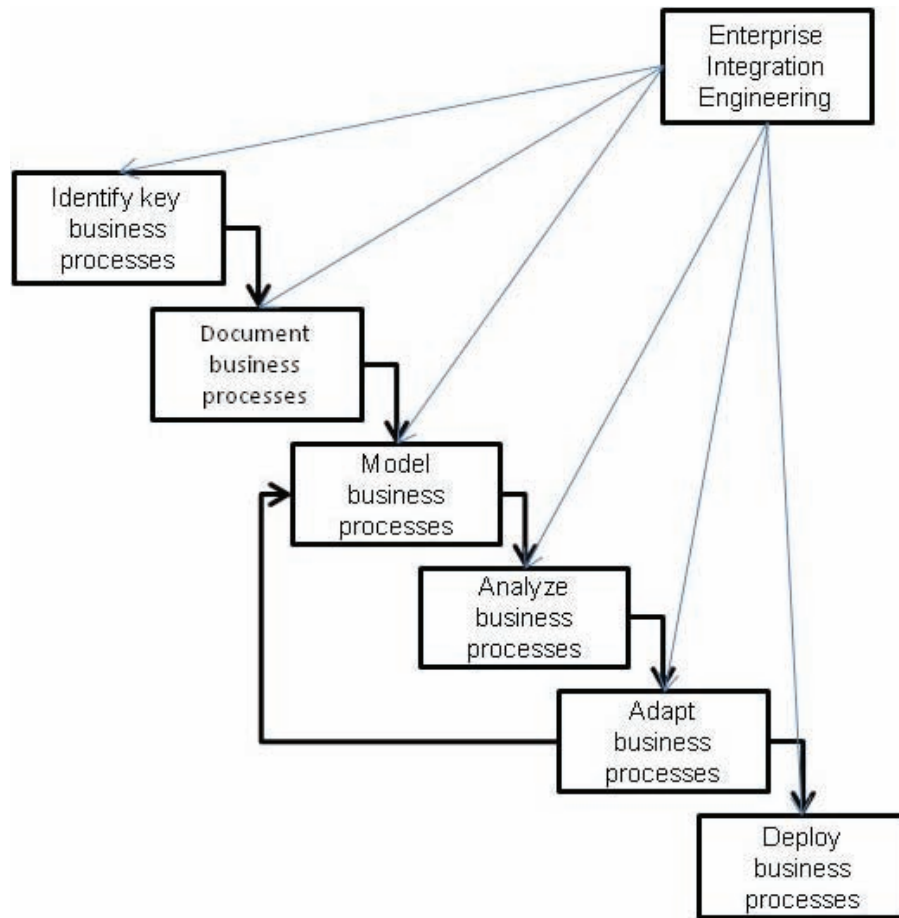 Enterprise
Integration
Engineering
Identify key
business
processes
Document
business
processes
Model
business
processes
Analyze
business
processes
Adapt
business
processes
Deploy
business
processes